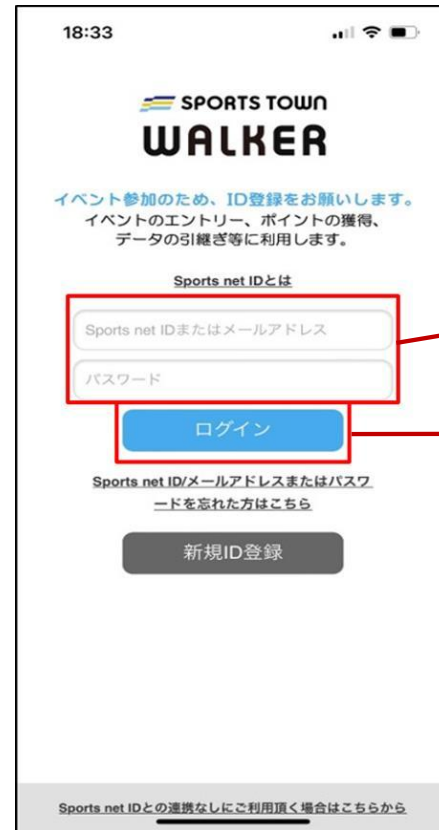 18:33
SPORTS TOWN
WALKER
イベント参加のため、ID登録をお願いします。
イベントのエントリー、ポイントの獲得、
データの引継ぎ等に利用します。
Sports net IDとは
Sports net IDまたはメールアドレス
パスワード
ログイン
Sports net ID/メールアドレスまたはパスワ
ードを忘れた方はこちら
新規ID登録
Sports net IDとの連携なしにご利用頂く場合はこちらから